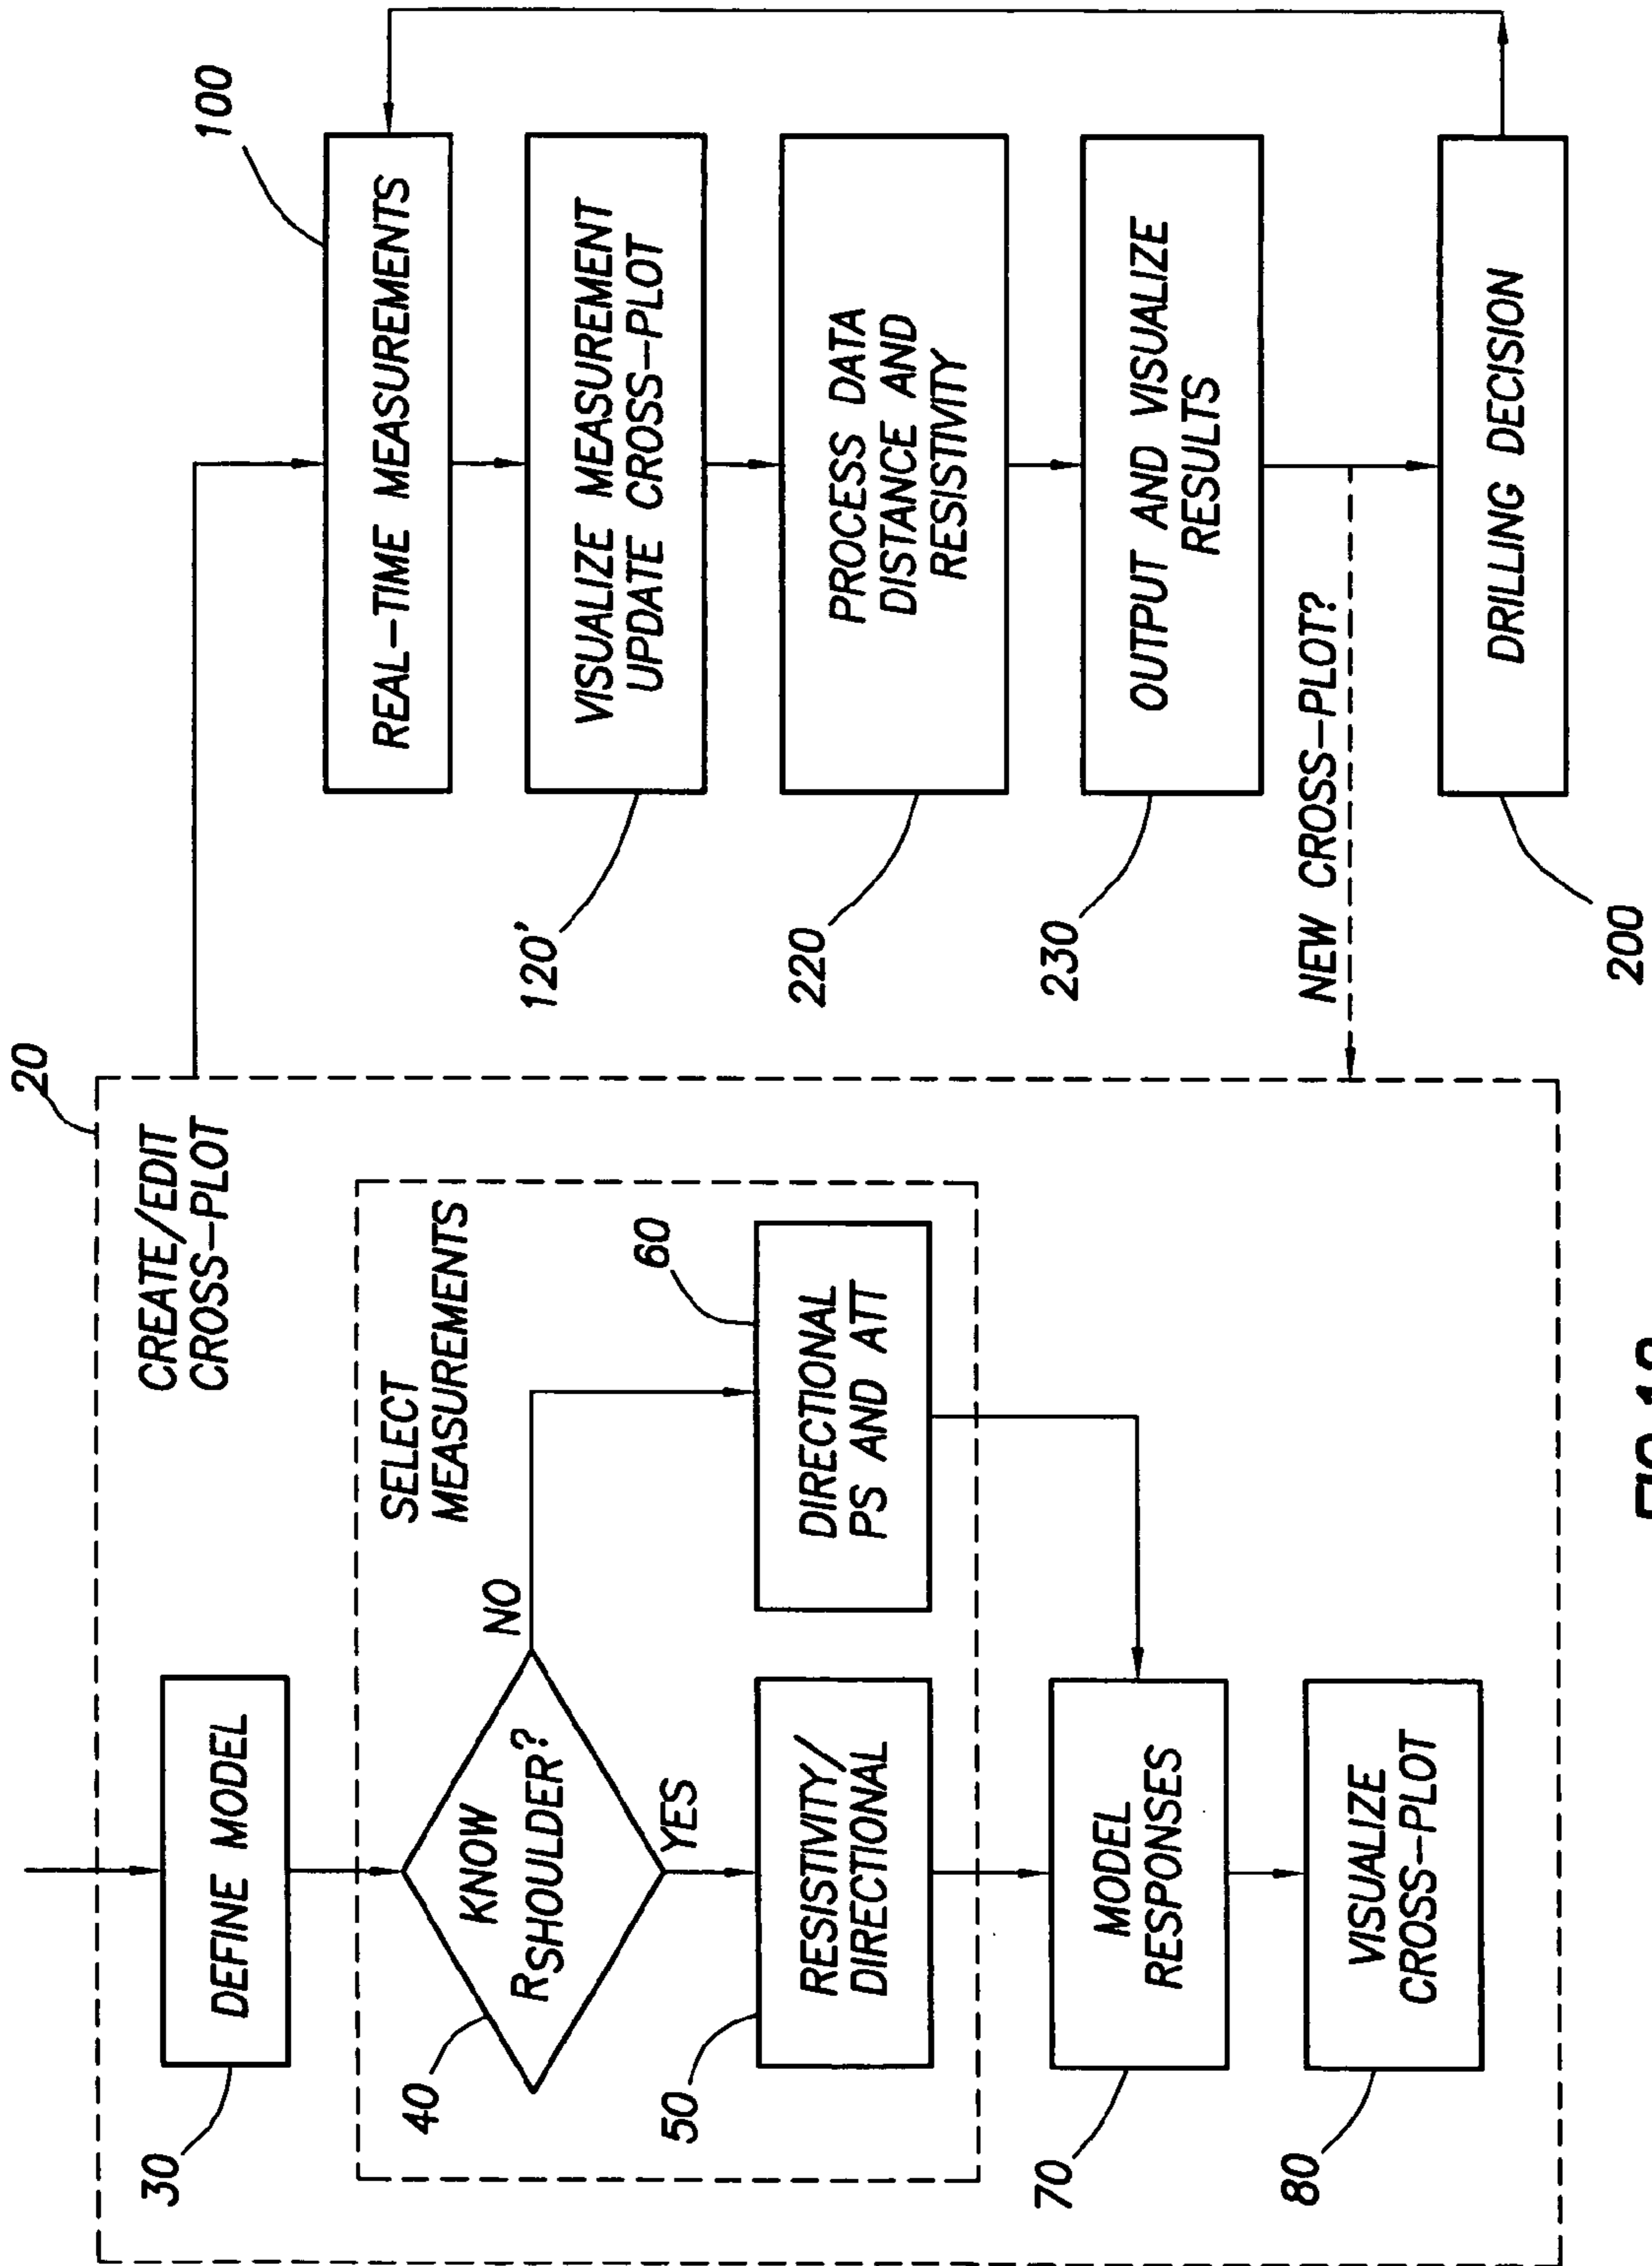 20
CREATE/EDIT
CROSS-PLOT
30
DEFINE MODEL
SELECT
MEASUREMENTS
40
KNOW
RSHOULDER?
NO
YES
50
RESISTIVITY/
DIRECTIONAL
60
DIRECTIONAL
PS AND ATT
70
MODEL
RESPONSES
80
VISUALIZE
CROSS-PLOT
100
REAL-TIME MEASUREMENTS
120'
VISUALIZE MEASUREMENT
UPDATE CROSS-PLOT
220
PROCESS DATA
DISTANCE AND
RESISTIVITY
230
OUTPUT AND VISUALIZE
RESULTS
NEW CROSS-PLOT?
200
DRILLING DECISION